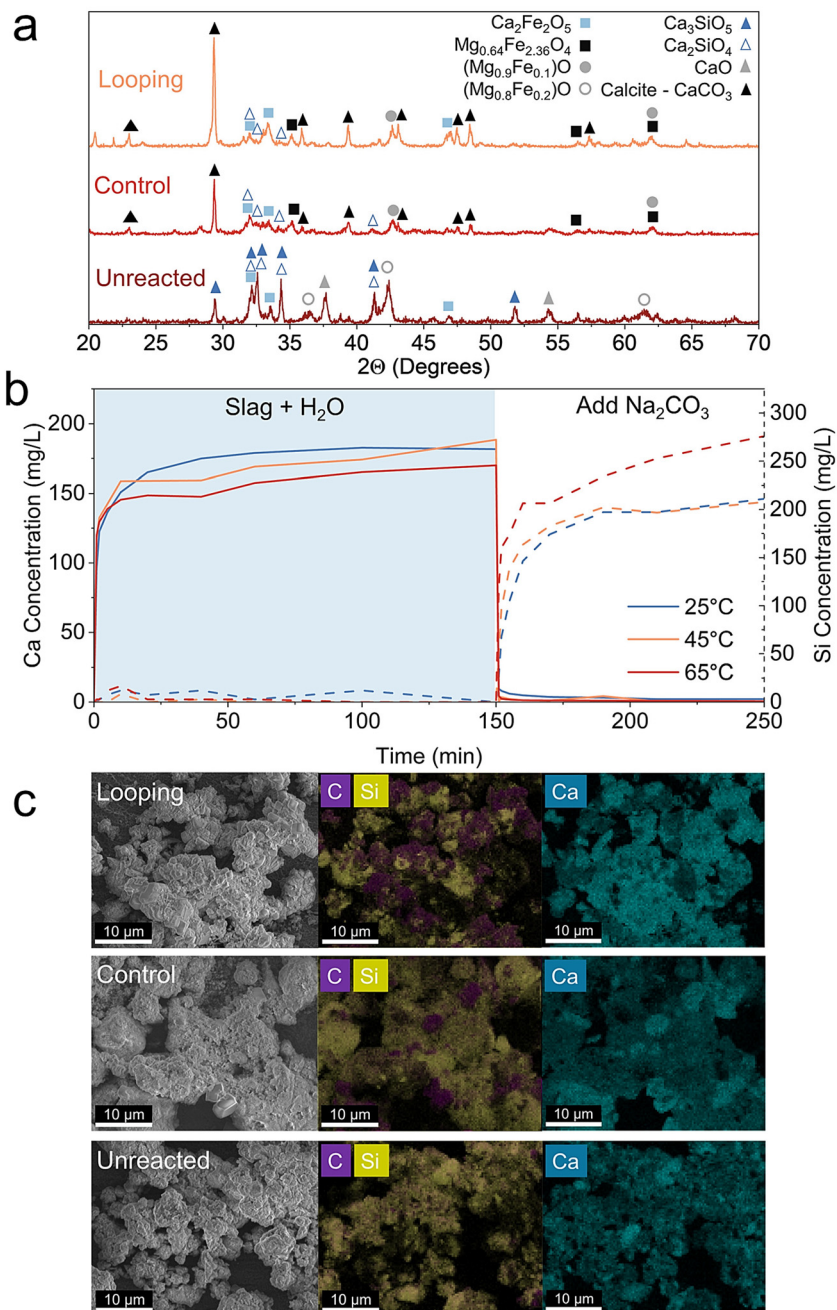 a
Looping
Control
Unreacted
Ca₂Fe₂O₅
Mg₀.₆₄Fe₂.₃₆O₄
(Mg₀.₉Fe₀.₁)O
(Mg₀.₈Fe₀.₂)O
Ca₃SiO₅
Ca₂SiO₄
CaO
Calcite - CaCO₃
20 25 30 35 40 45 50 55 60 65 70
2Θ (Degrees)
b
Slag + H₂O
Add Na₂CO₃
Ca Concentration (mg/L)
200
175
150
125
100
75
50
25
0
Si Concentration (mg/L)
300
250
200
150
100
50
0
25°C
45°C
65°C
0 50 100 150 200 250
Time (min)
c
Looping
C Si
Ca
10 µm
10 µm
10 µm
Control
C Si
Ca
10 µm
10 µm
10 µm
Unreacted
C Si
Ca
10 µm
10 µm
10 µm